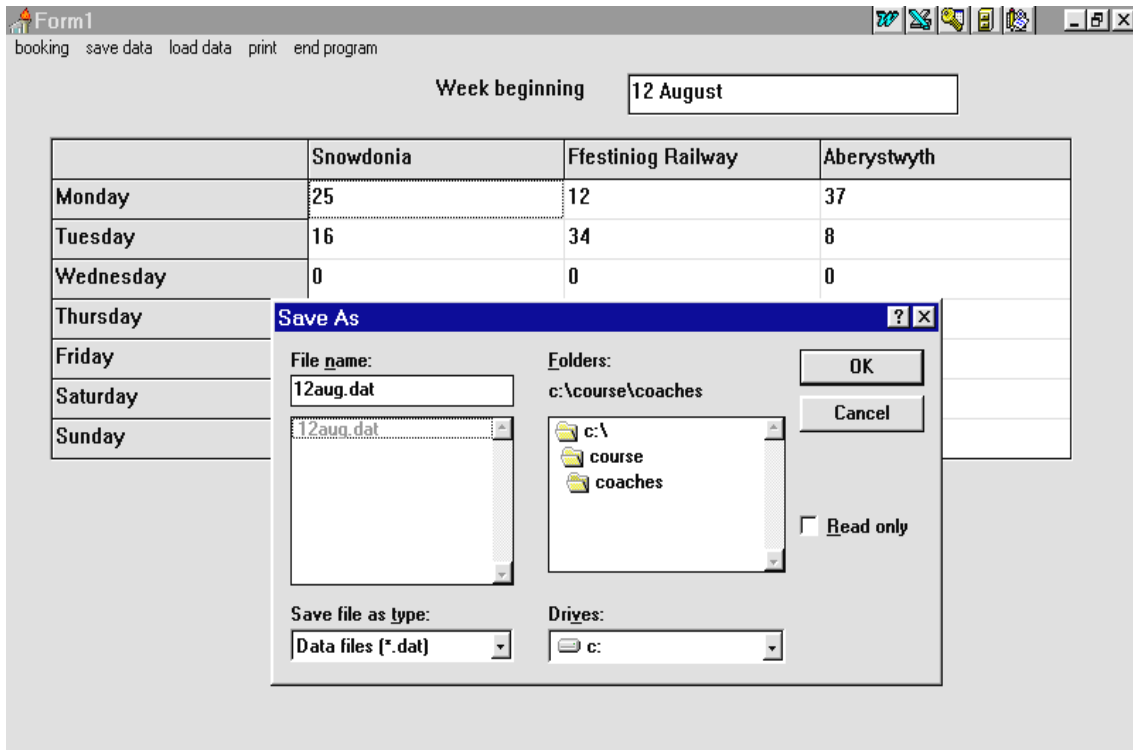 Form1
booking save data load data print end program
Week beginning 12 August
Snowdonia Ffestiniog Railway Aberystwyth
Monday 25 12 37
Tuesday 16 34 8
Wednesday 0 0 0
Thursday
Friday
Saturday
Sunday
Save As
File name:
12aug.dat
12aug.dat
Save file as type:
Data files (*.dat)
Folders:
c:\course\coaches
c:\
course
coaches
Drives:
c:
OK
Cancel
Read only